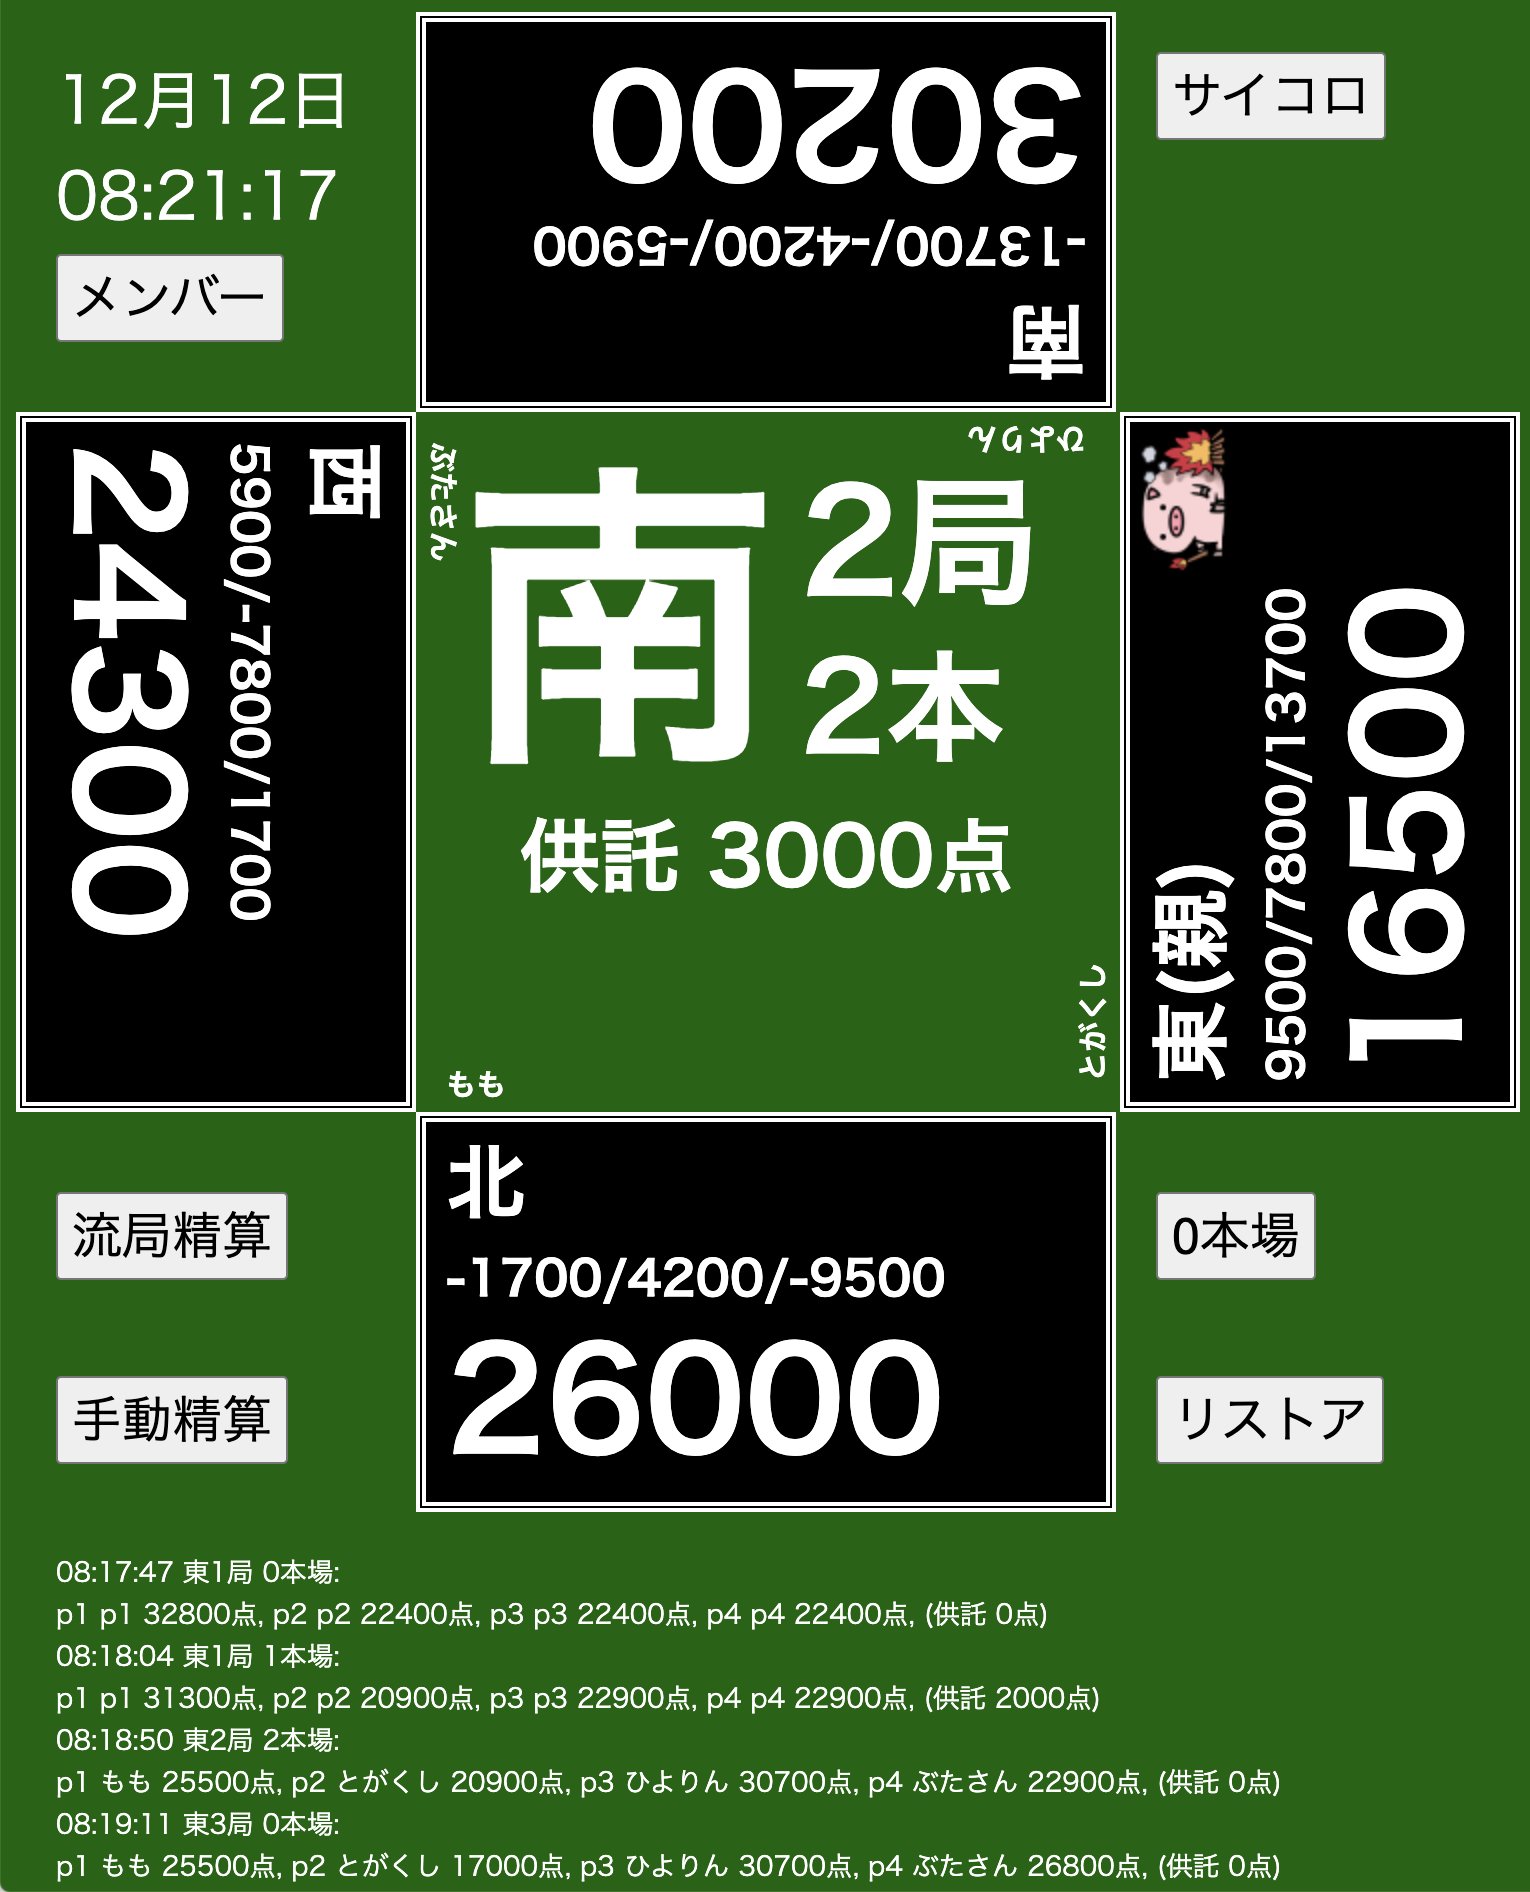 12月12日
08:21:17
メンバー
30200
-13700/-4200/-5900
南
サイコロ
西
5900/-7800/1700
24300
ぶたさん
ひよりん
南
2局
2本
供託 3000点
とがくし
もも
東(親)
9500/7800/13700
16500
北
-1700/4200/-9500
26000
流局精算
手動精算
0本場
リストア
08:17:47 東1局 0本場:
p1 p1 32800点, p2 p2 22400点, p3 p3 22400点, p4 p4 22400点, (供託 0点)
08:18:04 東1局 1本場:
p1 p1 31300点, p2 p2 20900点, p3 p3 22900点, p4 p4 22900点, (供託 2000点)
08:18:50 東2局 2本場:
p1 もも 25500点, p2 とがくし 20900点, p3 ひよりん 30700点, p4 ぶたさん 22900点, (供託 0点)
08:19:11 東3局 0本場:
p1 もも 25500点, p2 とがくし 17000点, p3 ひよりん 30700点, p4 ぶたさん 26800点, (供託 0点)